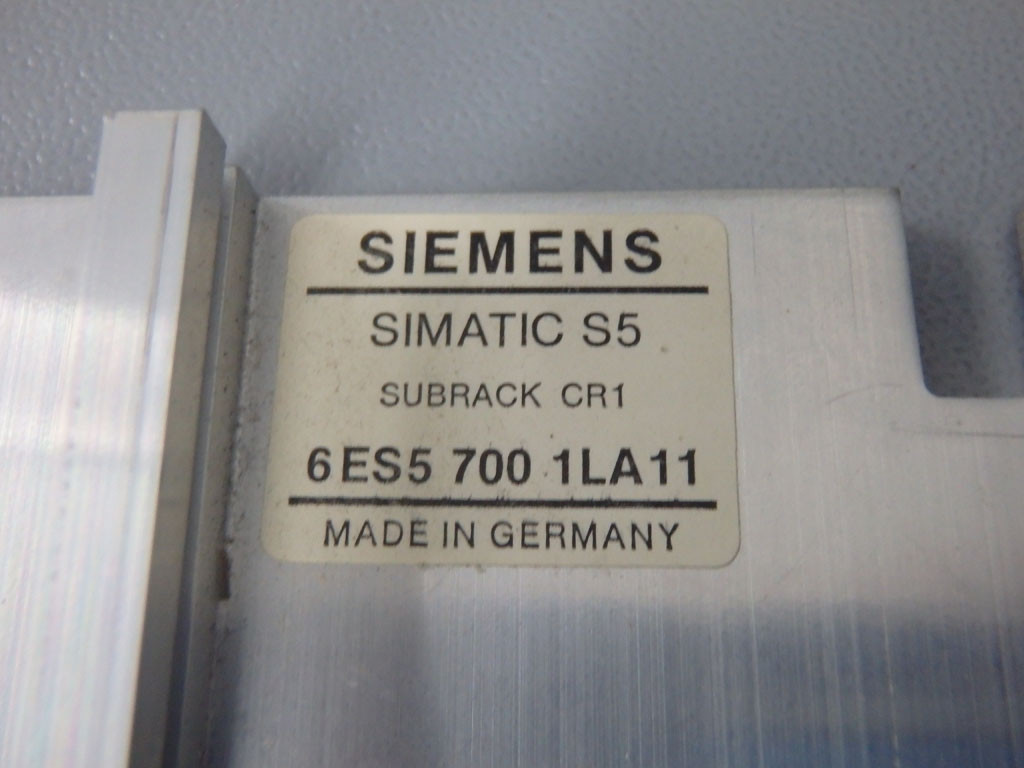 SIEMENS
SIMATIC S5
SUBRACK CR1
6ES5 700 1LA11
MADE IN GERMANY